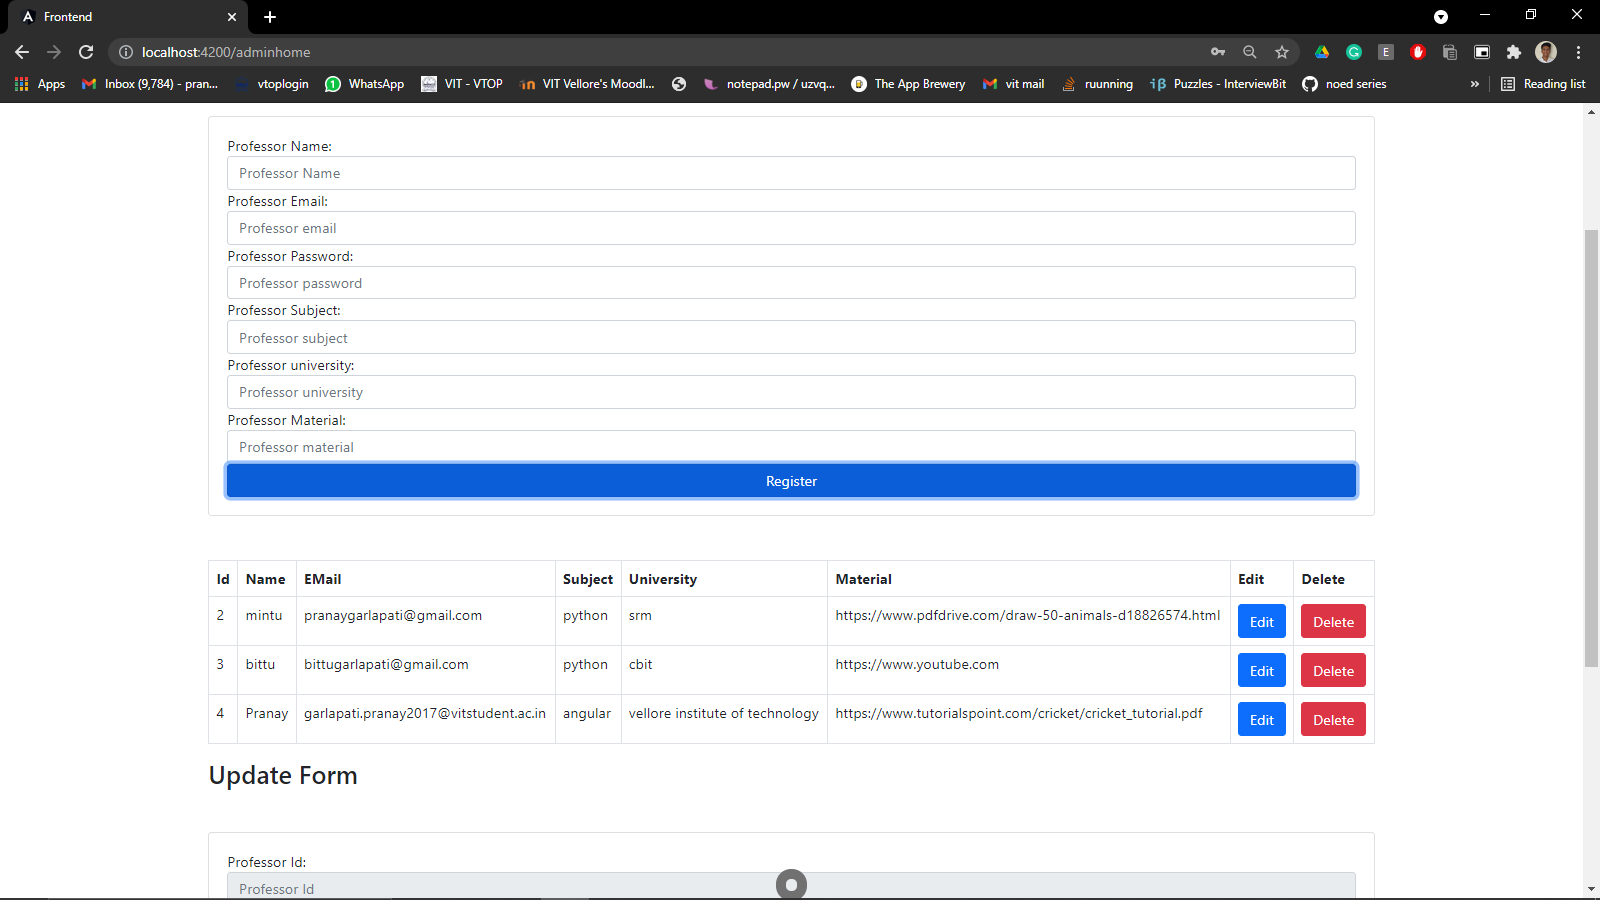 Frontend
localhost:4200/adminhome
Apps Inbox (9,784) - pran... vtoplogin WhatsApp VIT - VTOP VIT Vellore's Moodl... notepad.pw / uzvq... The App Brewery vit mail ruunning Puzzles - InterviewBit noed series » Reading list
Professor Name:
Professor Name
Professor Email:
Professor email
Professor Password:
Professor password
Professor Subject:
Professor subject
Professor university:
Professor university
Professor Material:
Professor material
Register
Id Name EMail Subject University Material Edit Delete
2 mintu pranaygarlapati@gmail.com python srm https://www.pdfdrive.com/draw-50-animals-d18826574.html Edit Delete
3 bittu bittugarlapati@gmail.com python cbit https://www.youtube.com Edit Delete
4 Pranay garlapati.pranay2017@vitstudent.ac.in angular vellore institute of technology https://www.tutorialspoint.com/cricket/cricket_tutorial.pdf Edit Delete
Update Form
Professor Id:
Professor Id